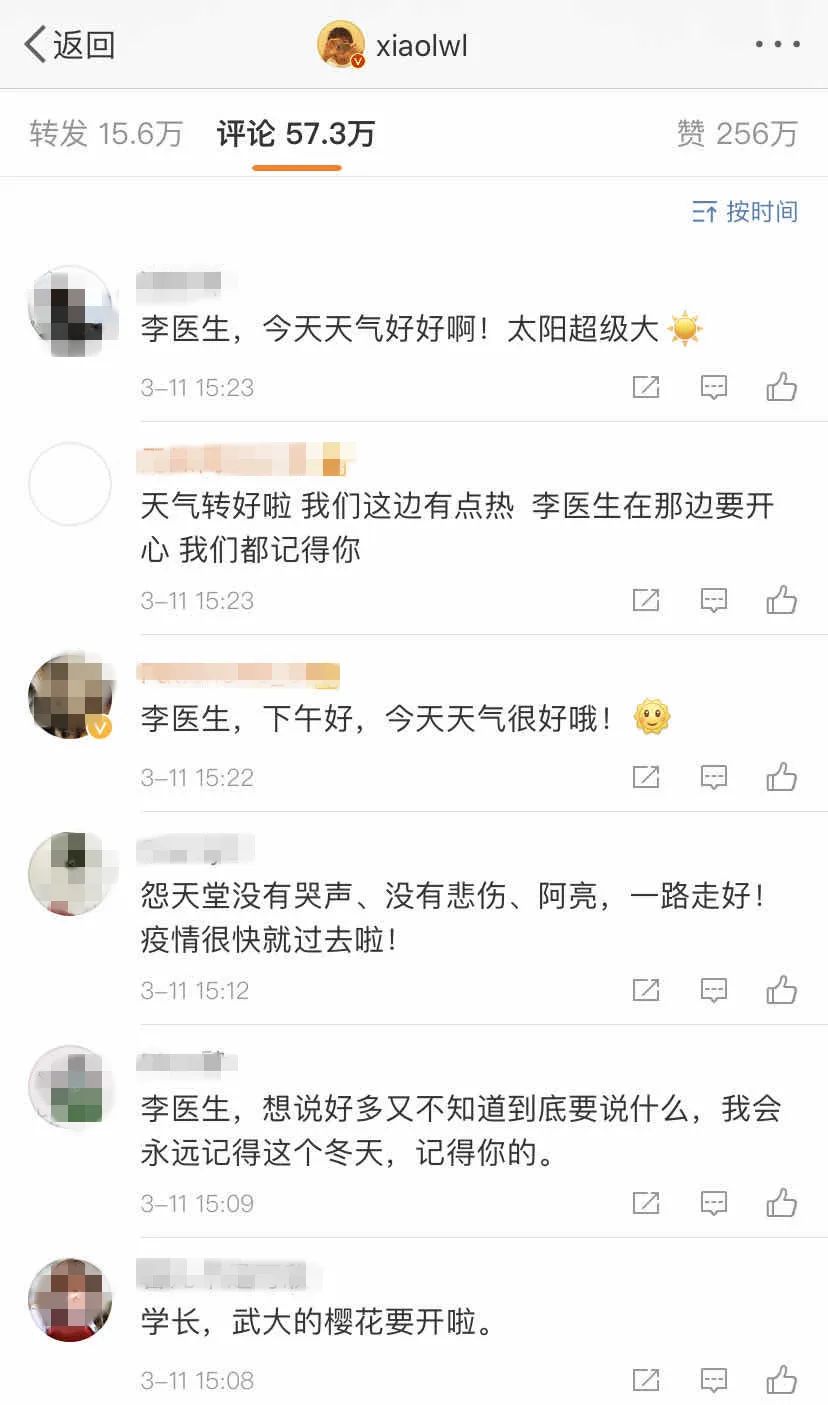 返回
xiaolwl
转发 15.6万
评论 57.3万
赞 256万
按时间
李医生，今天天气好好啊！太阳超级大
3-11 15:23
天气转好啦 我们这边有点热 李医生在那边要开
心 我们都记得你
3-11 15:23
李医生，下午好，今天天气很好哦！
3-11 15:22
怨天堂没有哭声、没有悲伤、阿亮，一路走好！
疫情很快就过去啦！
3-11 15:12
李医生，想说好多又不知道到底要说什么，我会
永远记得这个冬天，记得你的。
3-11 15:09
学长，武大的樱花要开啦。
3-11 15:08